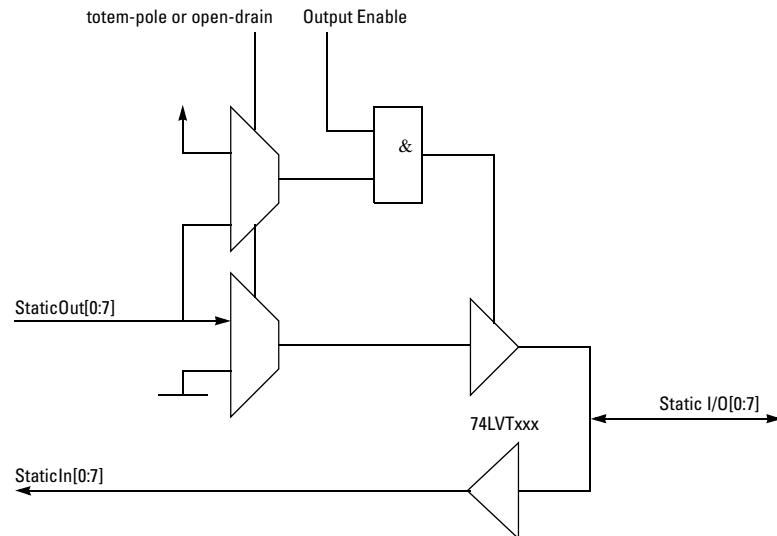 totem-pole or open-drain
Output Enable
&
StaticOut[0:7]
Static I/O[0:7]
74LVTxxx
StaticIn[0:7]